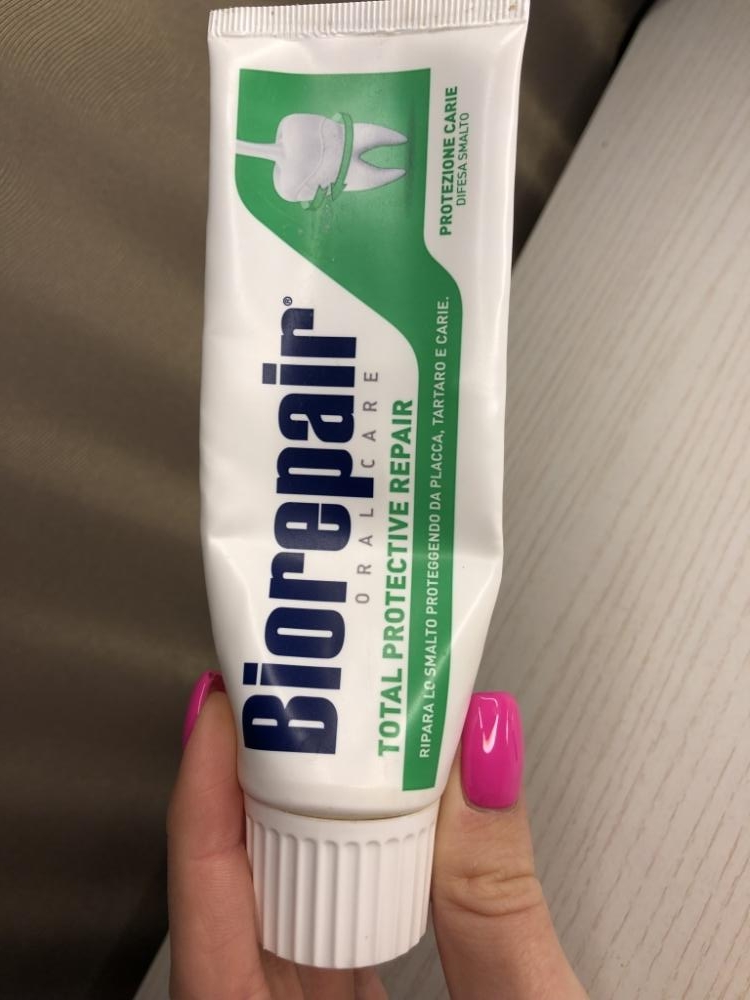 Biorepair®
ORAL CARE
TOTAL PROTECTIVE REPAIR
RIPARA LO SMALTO PROTEGGENDO DA PLACCA, TARTARO E CARIE.
PROTEZIONE CARIE
DIFESA SMALTO